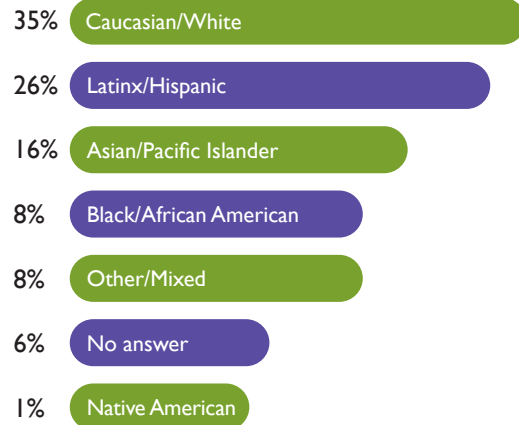 35% Caucasian/White
26% Latinx/Hispanic
16% Asian/Pacific Islander
8% Black/African American
8% Other/Mixed
6% No answer
1% Native American